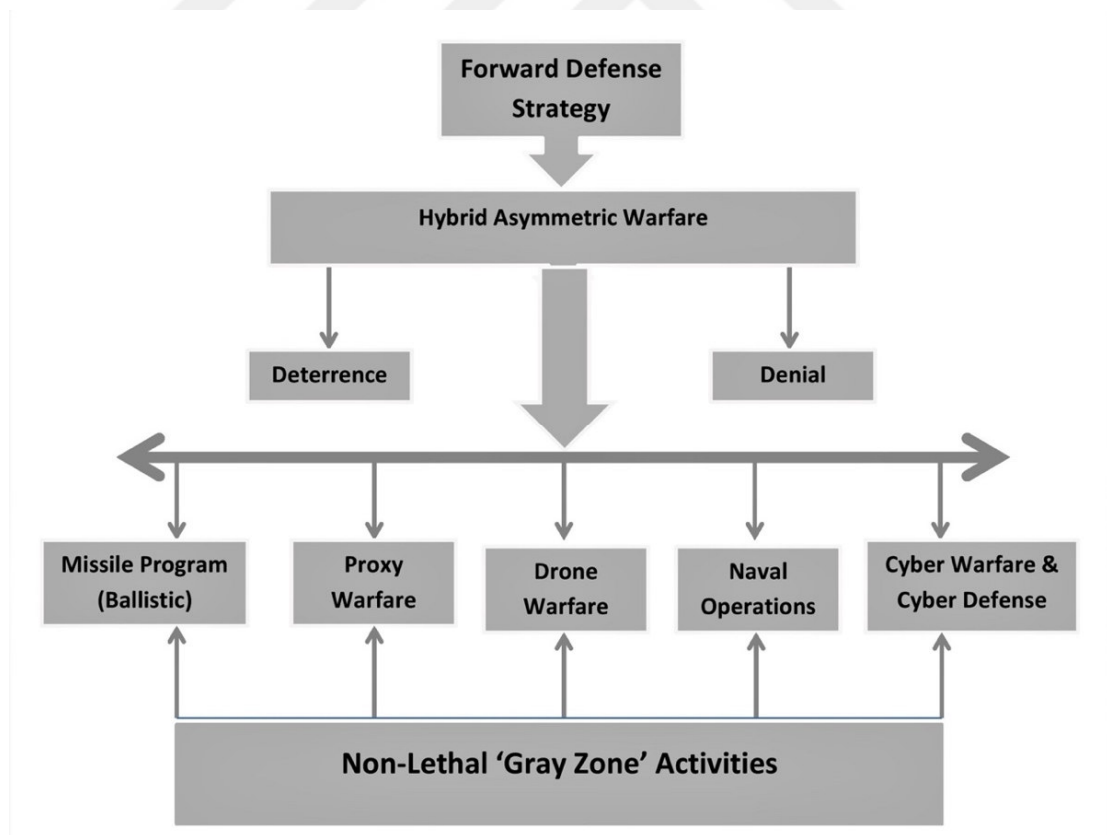 Forward Defense
Strategy
Hybrid Asymmetric Warfare
Deterrence
Denial
Missile Program
(Ballistic)
Proxy
Warfare
Drone
Warfare
Naval
Operations
Cyber Warfare &
Cyber Defense
Non-Lethal ‘Gray Zone’ Activities